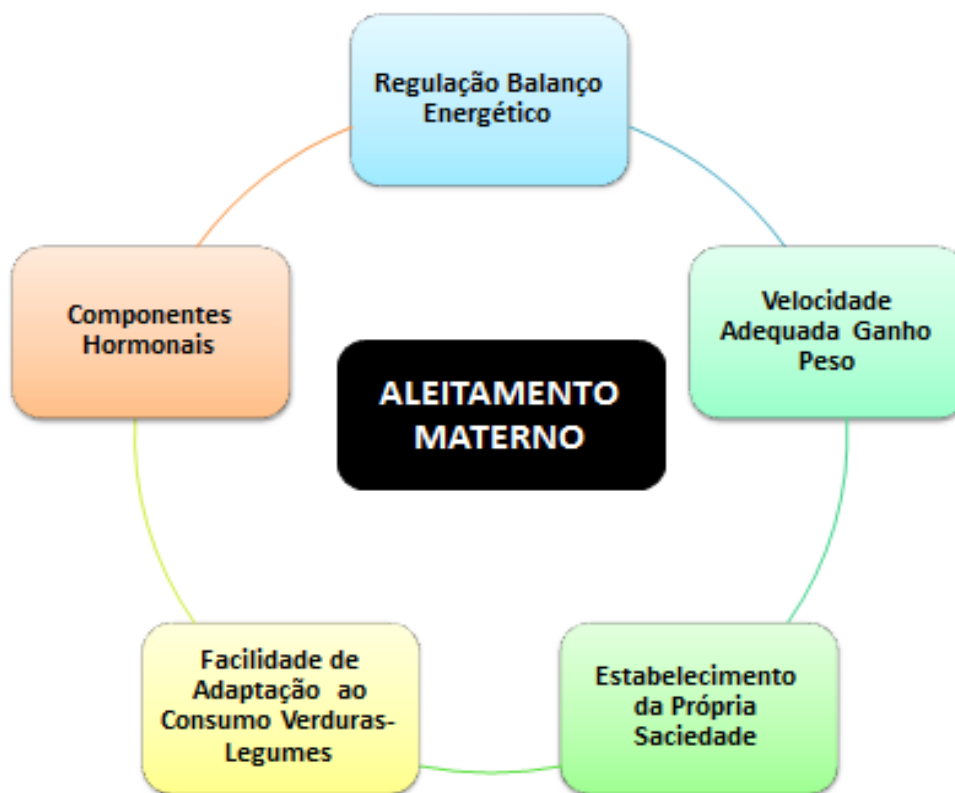 Regulação Balanço
Energético
Velocidade
Adequada Ganho
Peso
Componentes
Hormonais
ALEITAMENTO
MATERNO
Facilidade de
Adaptação ao
Consumo Verduras-
Legumes
Estabelecimento
da Própria
Saciedade